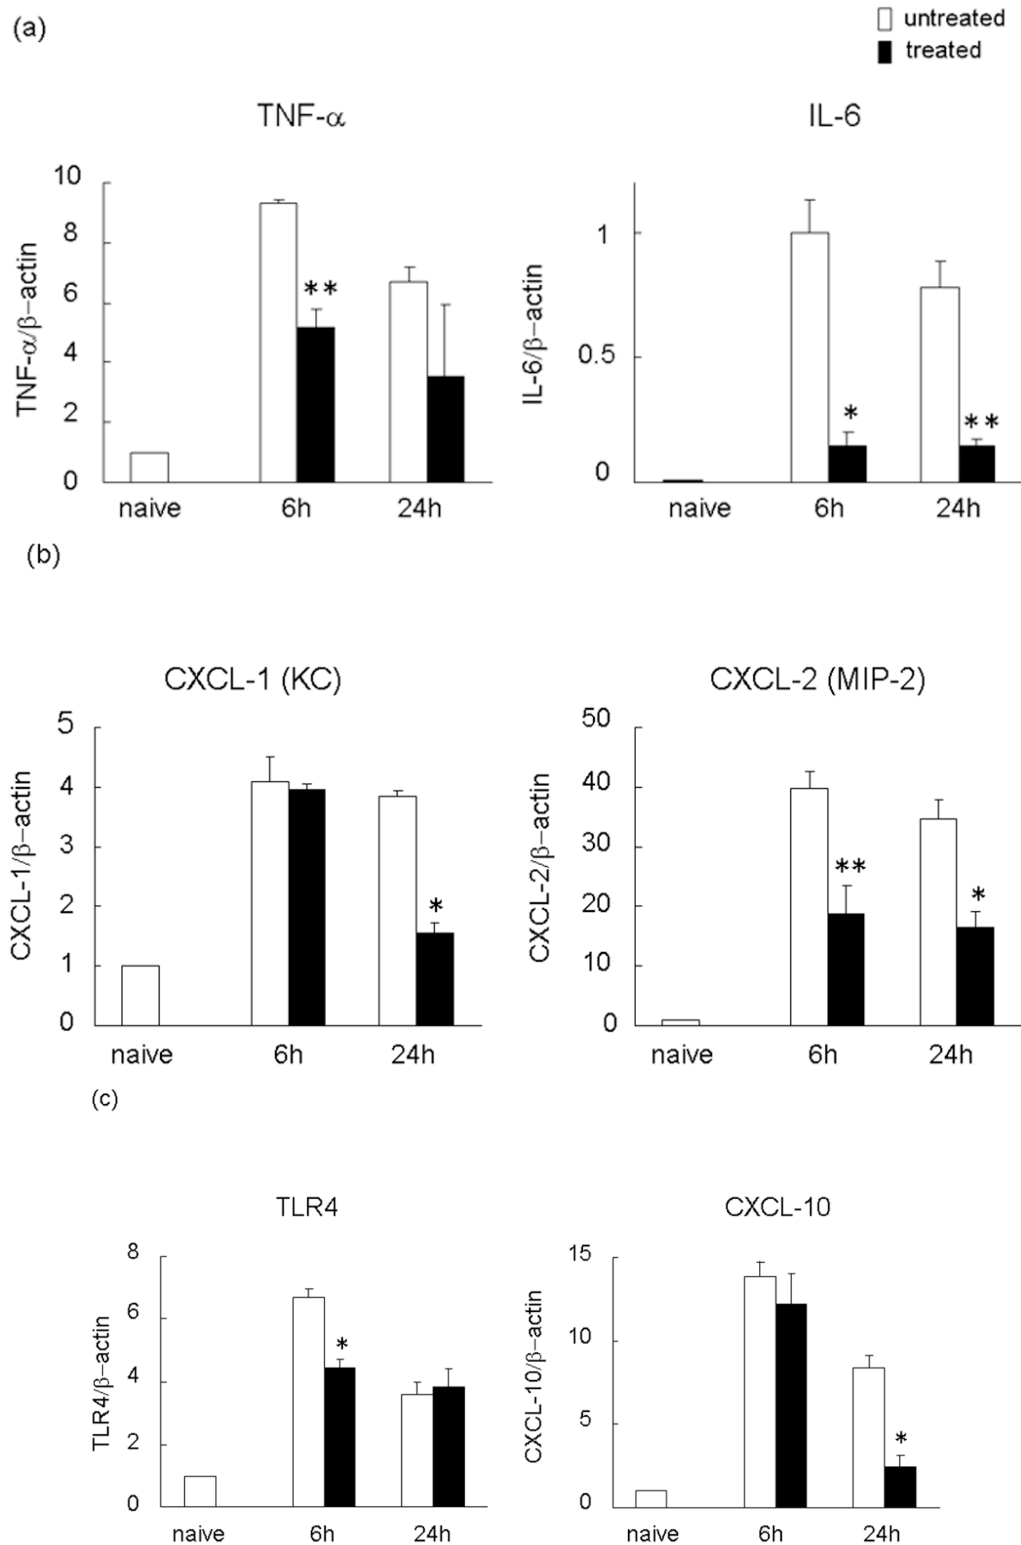 (a)
untreated
treated
TNF-α
IL-6
TNF-α/β-actin
10
8
6
4
2
0
**
naive 6h 24h
IL-6/β-actin
1
0.5
0
*
**
naive 6h 24h
(b)
CXCL-1 (KC)
CXCL-2 (MIP-2)
CXCL-1/β-actin
5
4
3
2
1
0
*
naive 6h 24h
CXCL-2/β-actin
50
40
30
20
10
0
**
*
naive 6h 24h
(c)
TLR4
CXCL-10
TLR4/β-actin
8
6
4
2
0
*
naive 6h 24h
CXCL-10/β-actin
15
10
5
0
*
naive 6h 24h